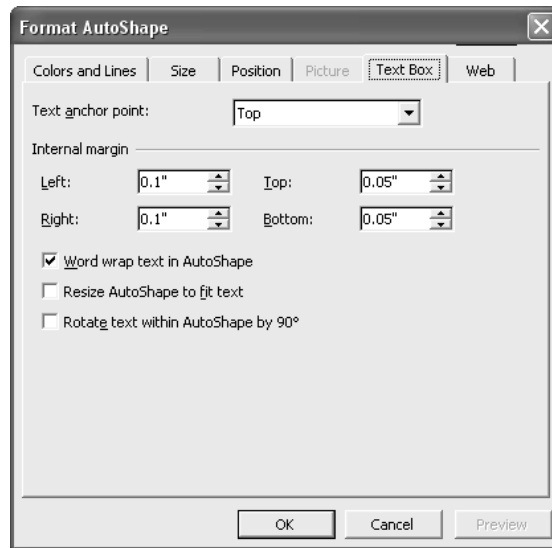 Format AutoShape
Colors and Lines Size Position Picture Text Box Web
Text anchor point: Top
Internal margin
Left: 0.1" Top: 0.05"
Right: 0.1" Bottom: 0.05"
Word wrap text in AutoShape
Resize AutoShape to fit text
Rotate text within AutoShape by 90°
OK Cancel Preview